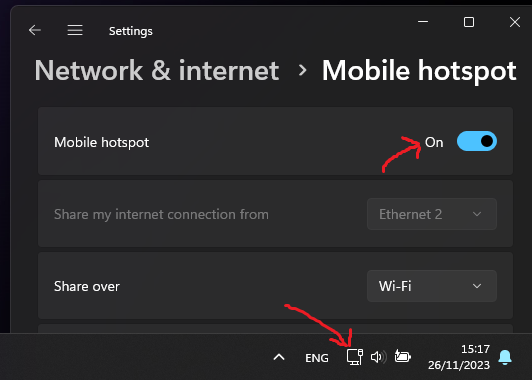 Settings
Network & internet › Mobile hotspot
Mobile hotspot On
Share my internet connection from Ethernet 2
Share over Wi-Fi
ENG 15:17
26/11/2023